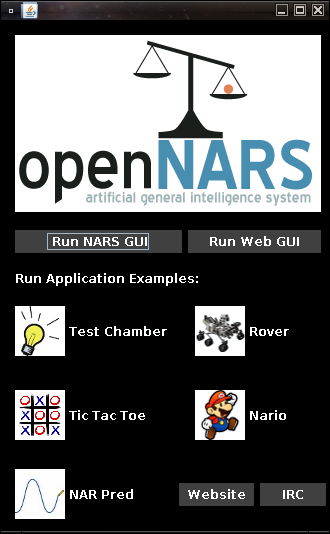 openNARS
artificial general intelligence system
Run NARS GUI
Run Web GUI
Run Application Examples:
Test Chamber
Rover
Tic Tac Toe
Nario
NAR Pred
Website
IRC